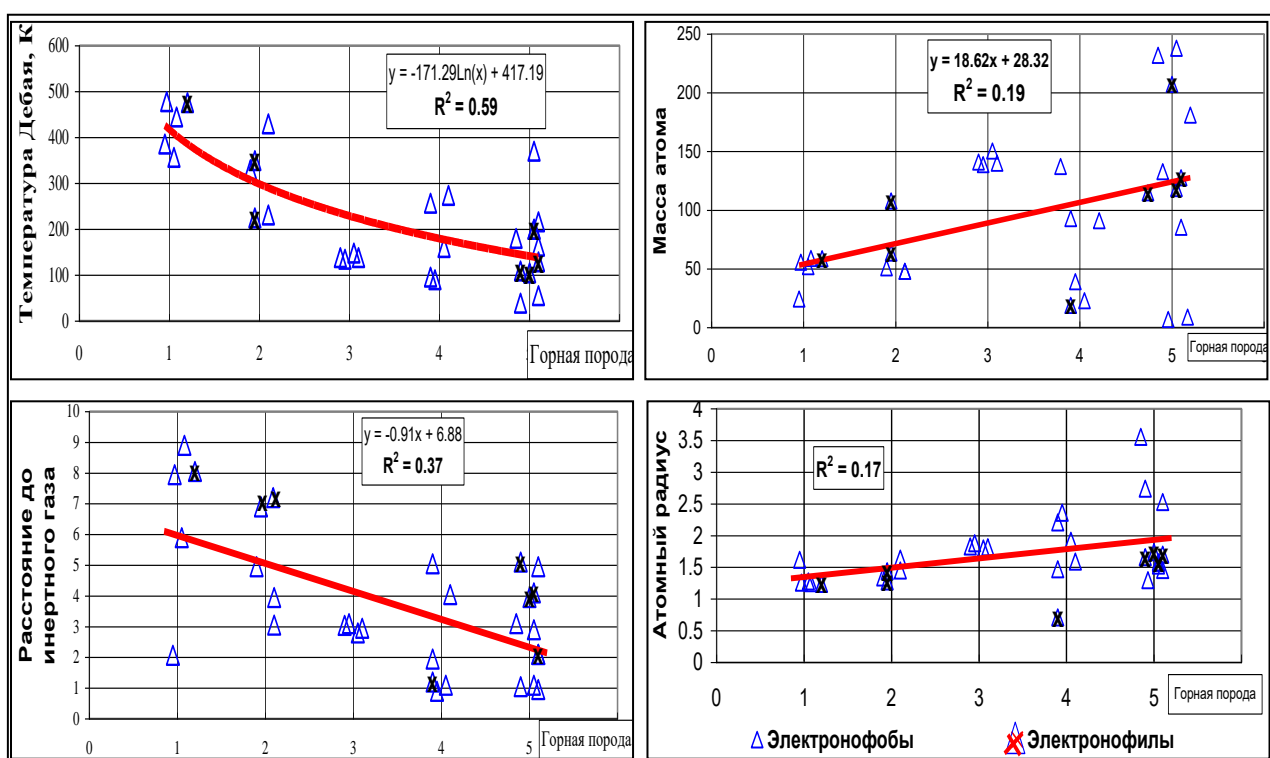 Температура Дебая, К
600
500
400
300
200
100
0
y = -171.29Ln(x) + 417.19
R² = 0.59
0 1 2 3 4
Горная порода
Масса атома
250
200
150
100
50
0
y = 18.62x + 28.32
R² = 0.19
0 1 2 3 4 5
Горная порода
Расстояние до
инертного газа
10
9
8
7
6
5
4
3
2
1
0
y = -0.91x + 6.88
R² = 0.37
0 1 2 3 4 5
Горная порода
Атомный радиус
4
3.5
3
2.5
2
1.5
1
0.5
0
R² = 0.17
0 1 2 3 4 5
Горная порода
Электронофобы
Электронофилы